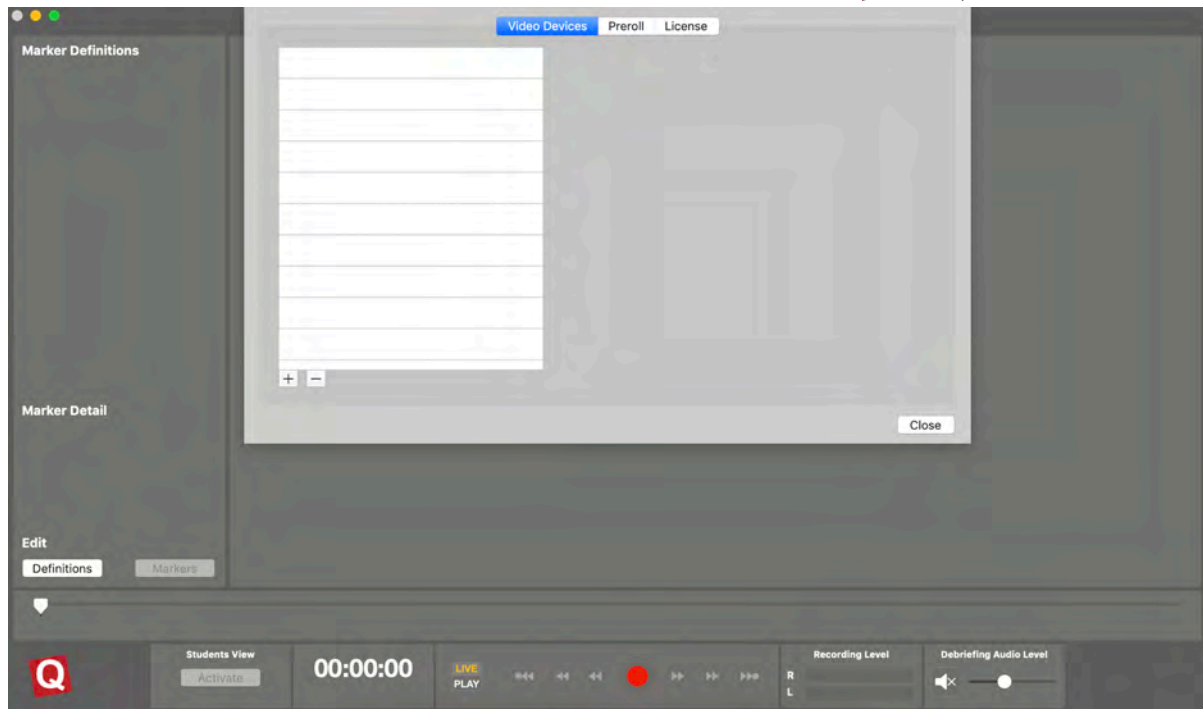 Video Devices Preroll License
Marker Definitions
+ −
Marker Detail
Close
Edit
Definitions Markers
Students View
Activate
00:00:00
LIVE
PLAY
Recording Level
R
L
Debriefing Audio Level
Q